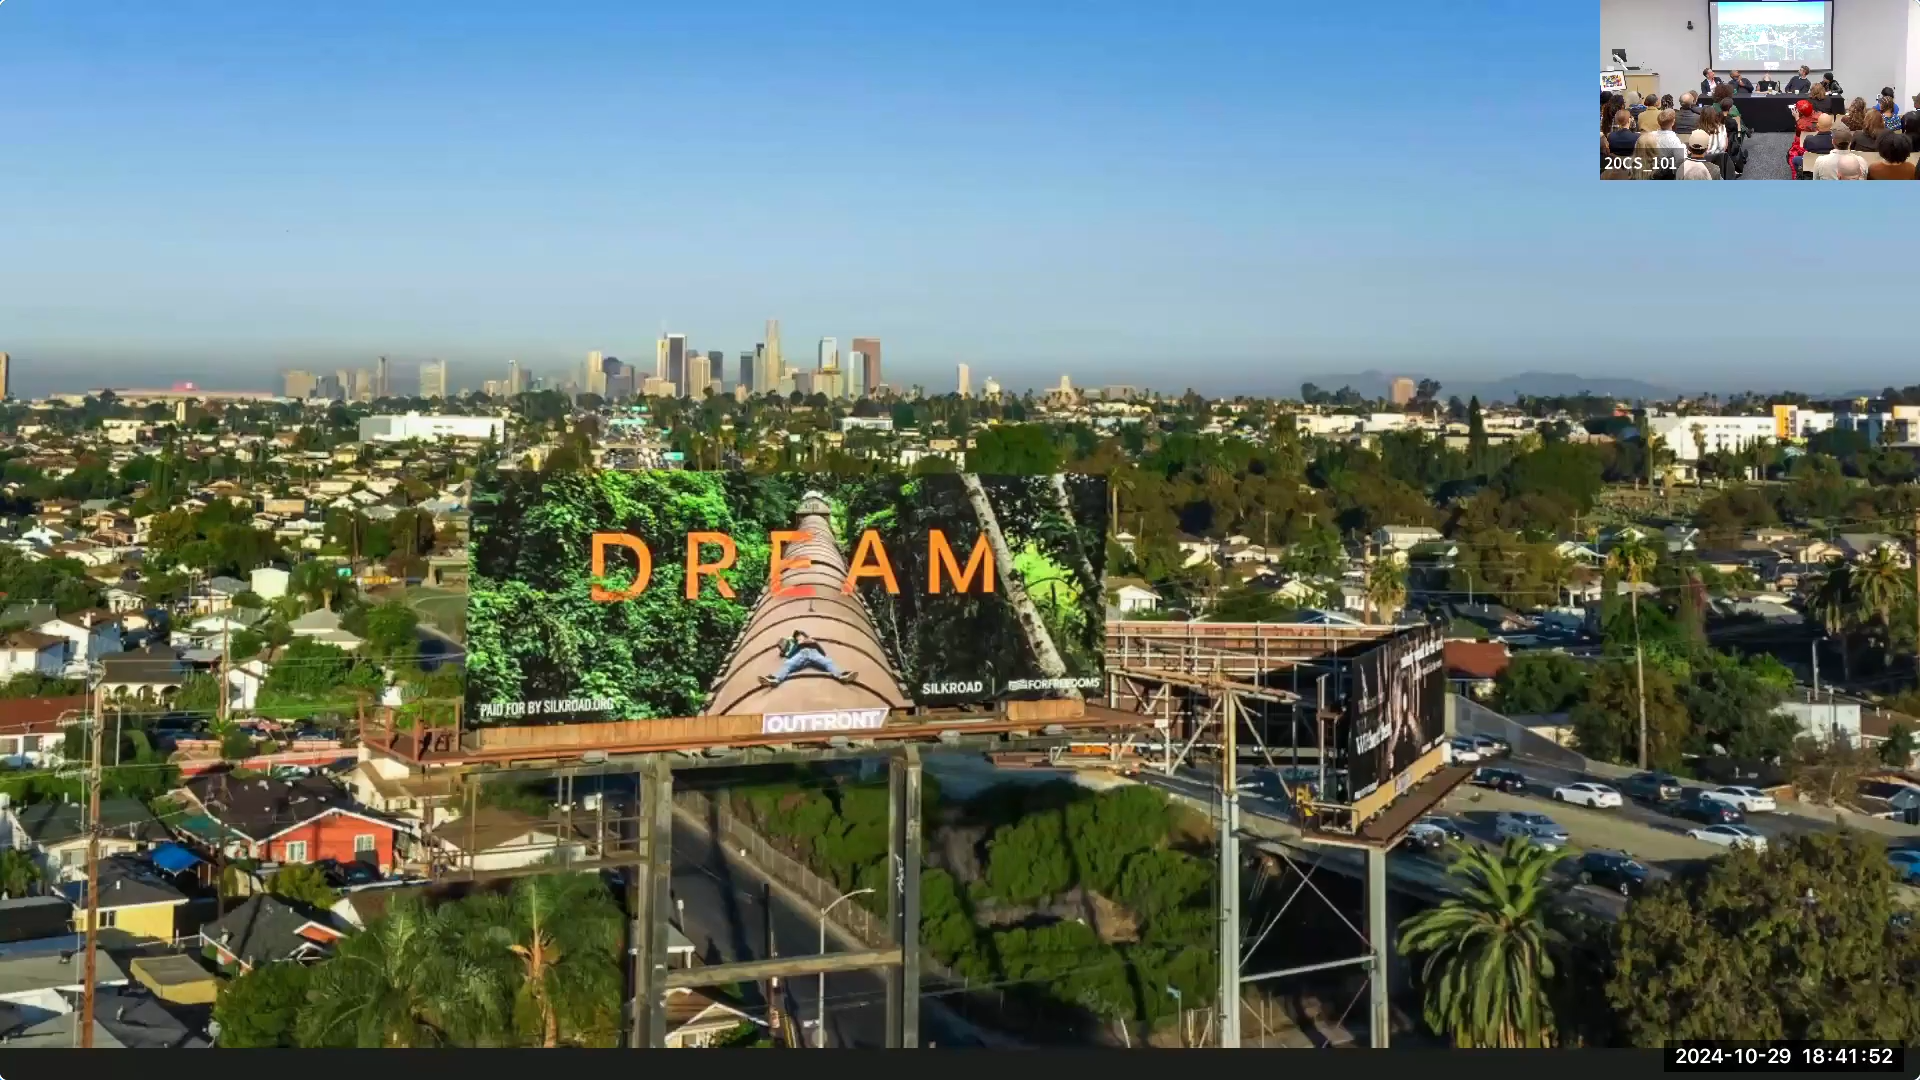 20CS_101
DREAM
SILKROAD | FORFREEDOMS
PAID FOR BY SILKROAD.ORG
OUTFRONT/
2024-10-29 18:41:52